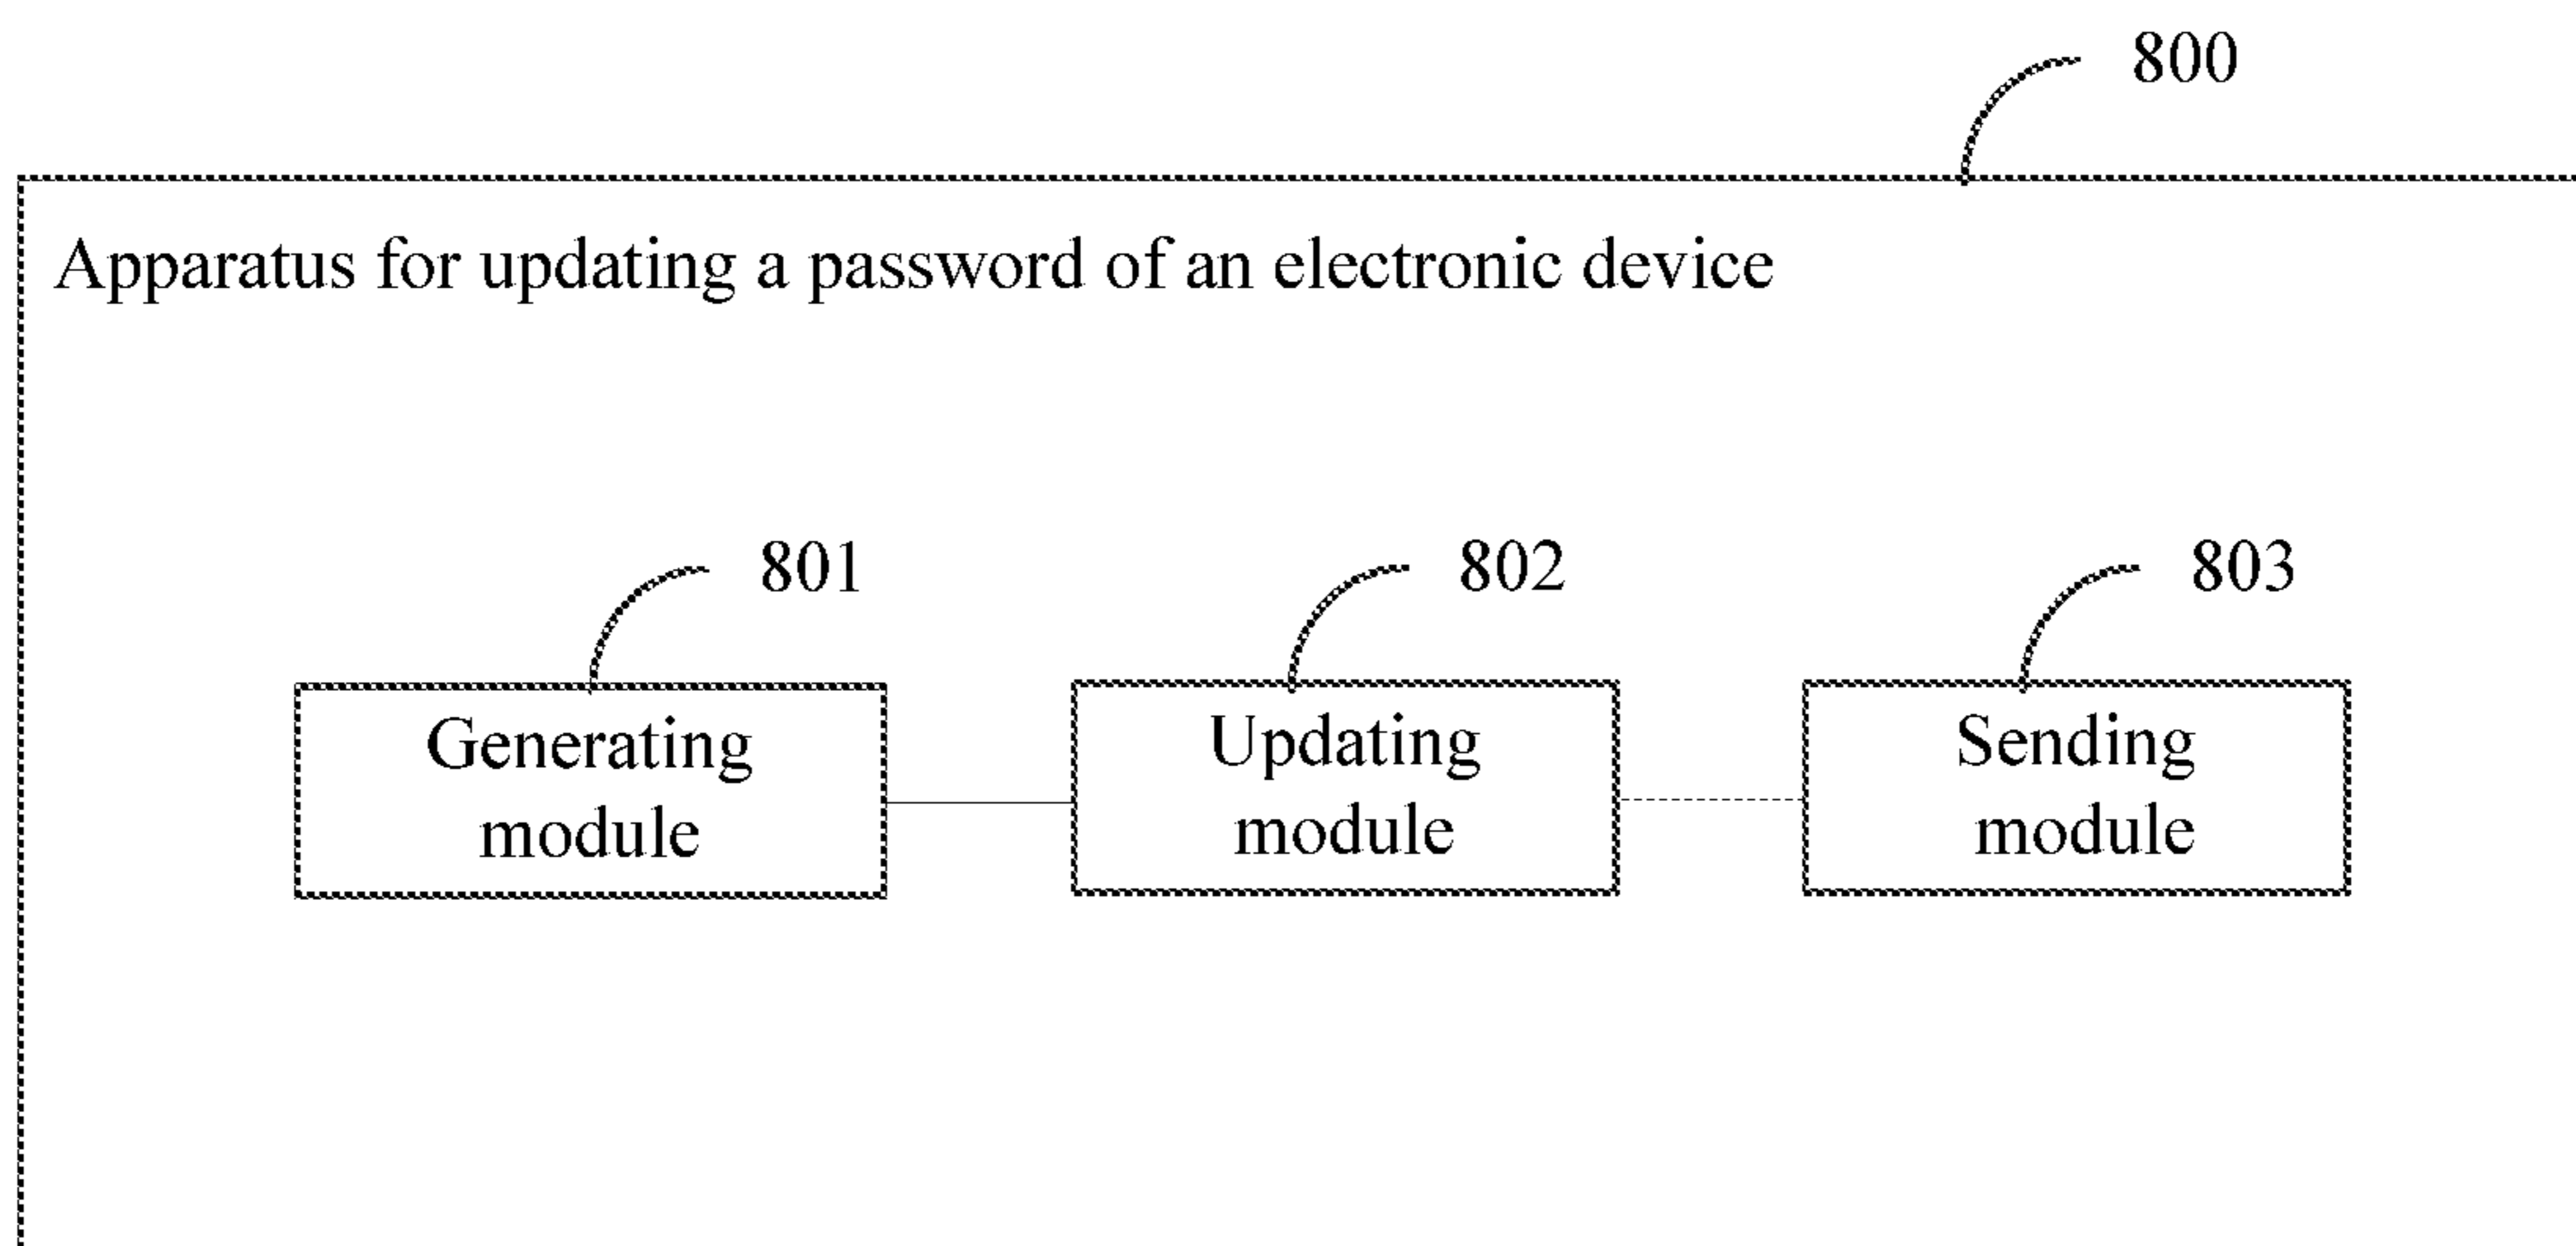 800
Apparatus for updating a password of an electronic device
801
802
803
Generating
module
Updating
module
Sending
module